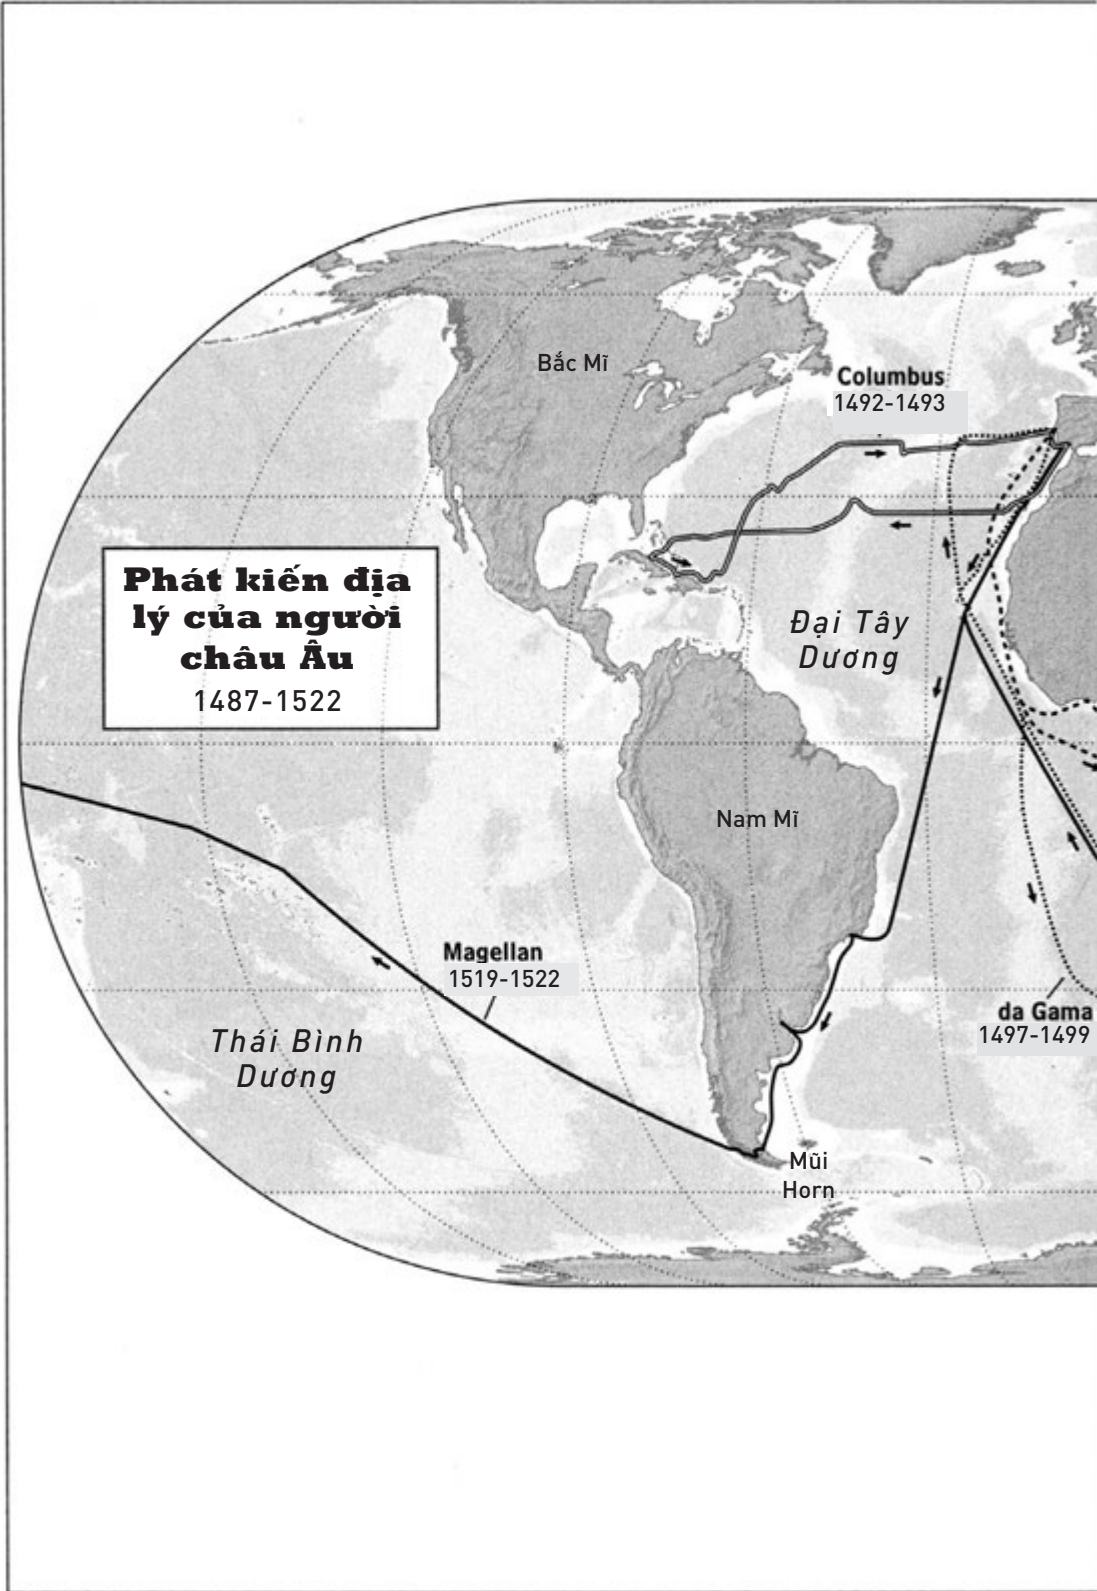 Bắc Mĩ
Columbus
1492-1493
Phát kiến địa
lý của người
châu Âu
1487-1522
Đại Tây
Dương
Nam Mĩ
Magellan
1519-1522
da Gama
1497-1499
Thái Bình
Dương
Mũi
Horn